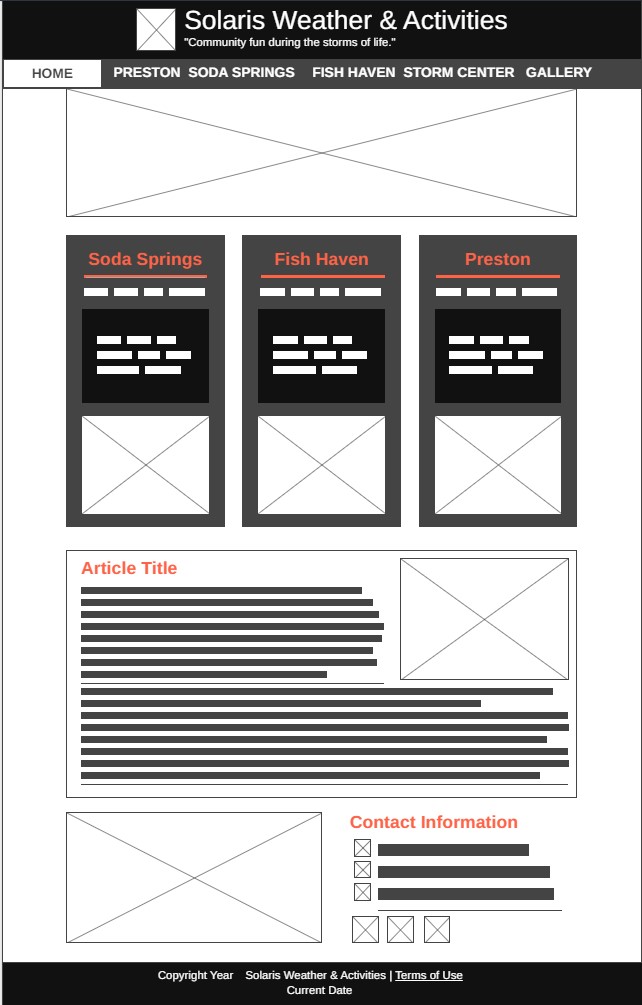 Solaris Weather & Activities
"Community fun during the storms of life."
HOME PRESTON SODA SPRINGS FISH HAVEN STORM CENTER GALLERY
Soda Springs Fish Haven Preston
Article Title
Contact Information
Copyright Year Solaris Weather & Activities | Terms of Use
Current Date